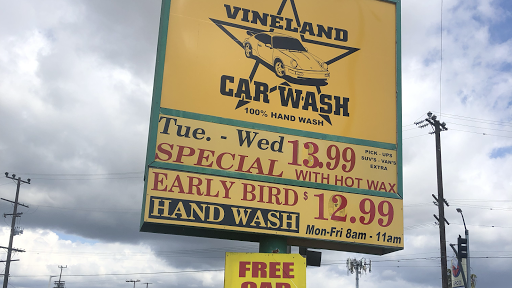 VINELAND
CAR WASH
100% HAND WASH
Tue. - Wed 13.99 PICK-UPS
SUV'S - VAN'S
EXTRA
SPECIAL WITH HOT WAX
EARLY BIRD $12.99
HAND WASH Mon-Fri 8am - 11am
FREE
CAR